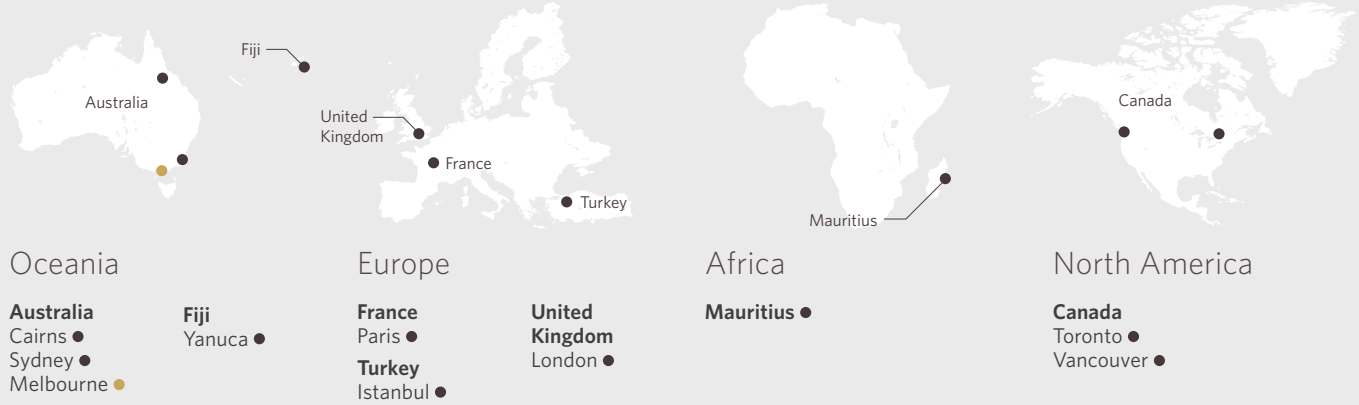 Fiji
Australia
United
Kingdom
France
Turkey
Mauritius
Canada
Oceania
Australia
Cairns
Sydney
Melbourne
Fiji
Yanuca
Europe
France
Paris
Turkey
Istanbul
United
Kingdom
London
Africa
Mauritius
North America
Canada
Toronto
Vancouver